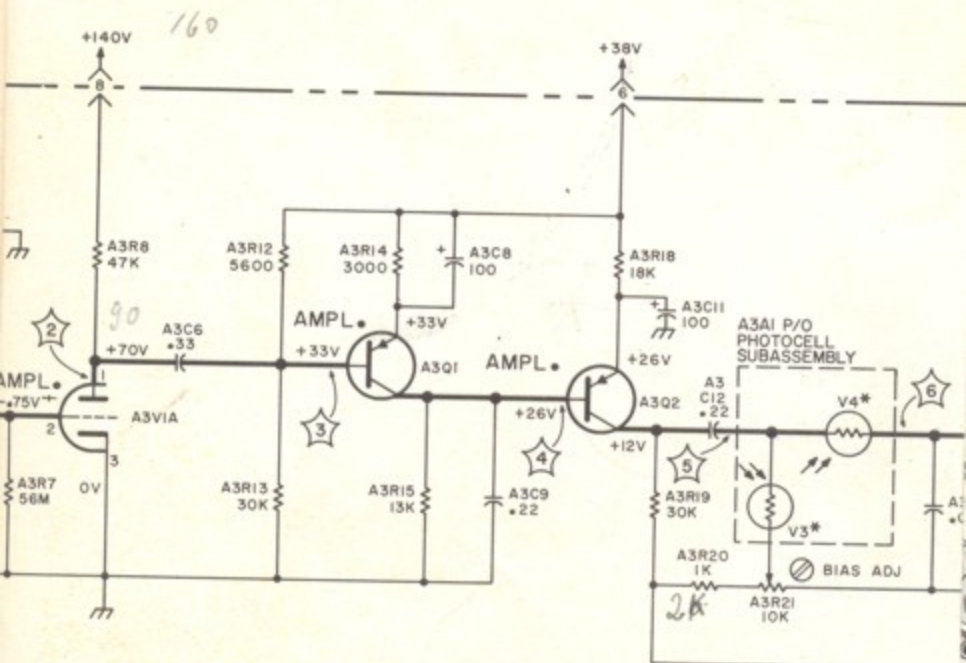 160
+140V
8
+38V
6
A3R8
47K
A3R12
5600
A3R14
3000
+
A3C8
100
A3R18
18K
90
2
+70V
A3C6
.33
AMPL.
+33V
+33V
A3Q1
3
AMPL.
+26V
4
+
A3C11
100
+26V
A3Q2
+12V
A3A1 P/O
PHOTOCELL
SUBASSEMBLY
A3
C12
.22
5
V4*
6
AMPL.
-.75V
1
2
A3V1A
3
0V
A3R7
56M
A3R13
30K
A3R15
13K
A3C9
.22
A3R19
30K
V3*
A3R20
1K
2K
BIAS ADJ
A3R21
10K